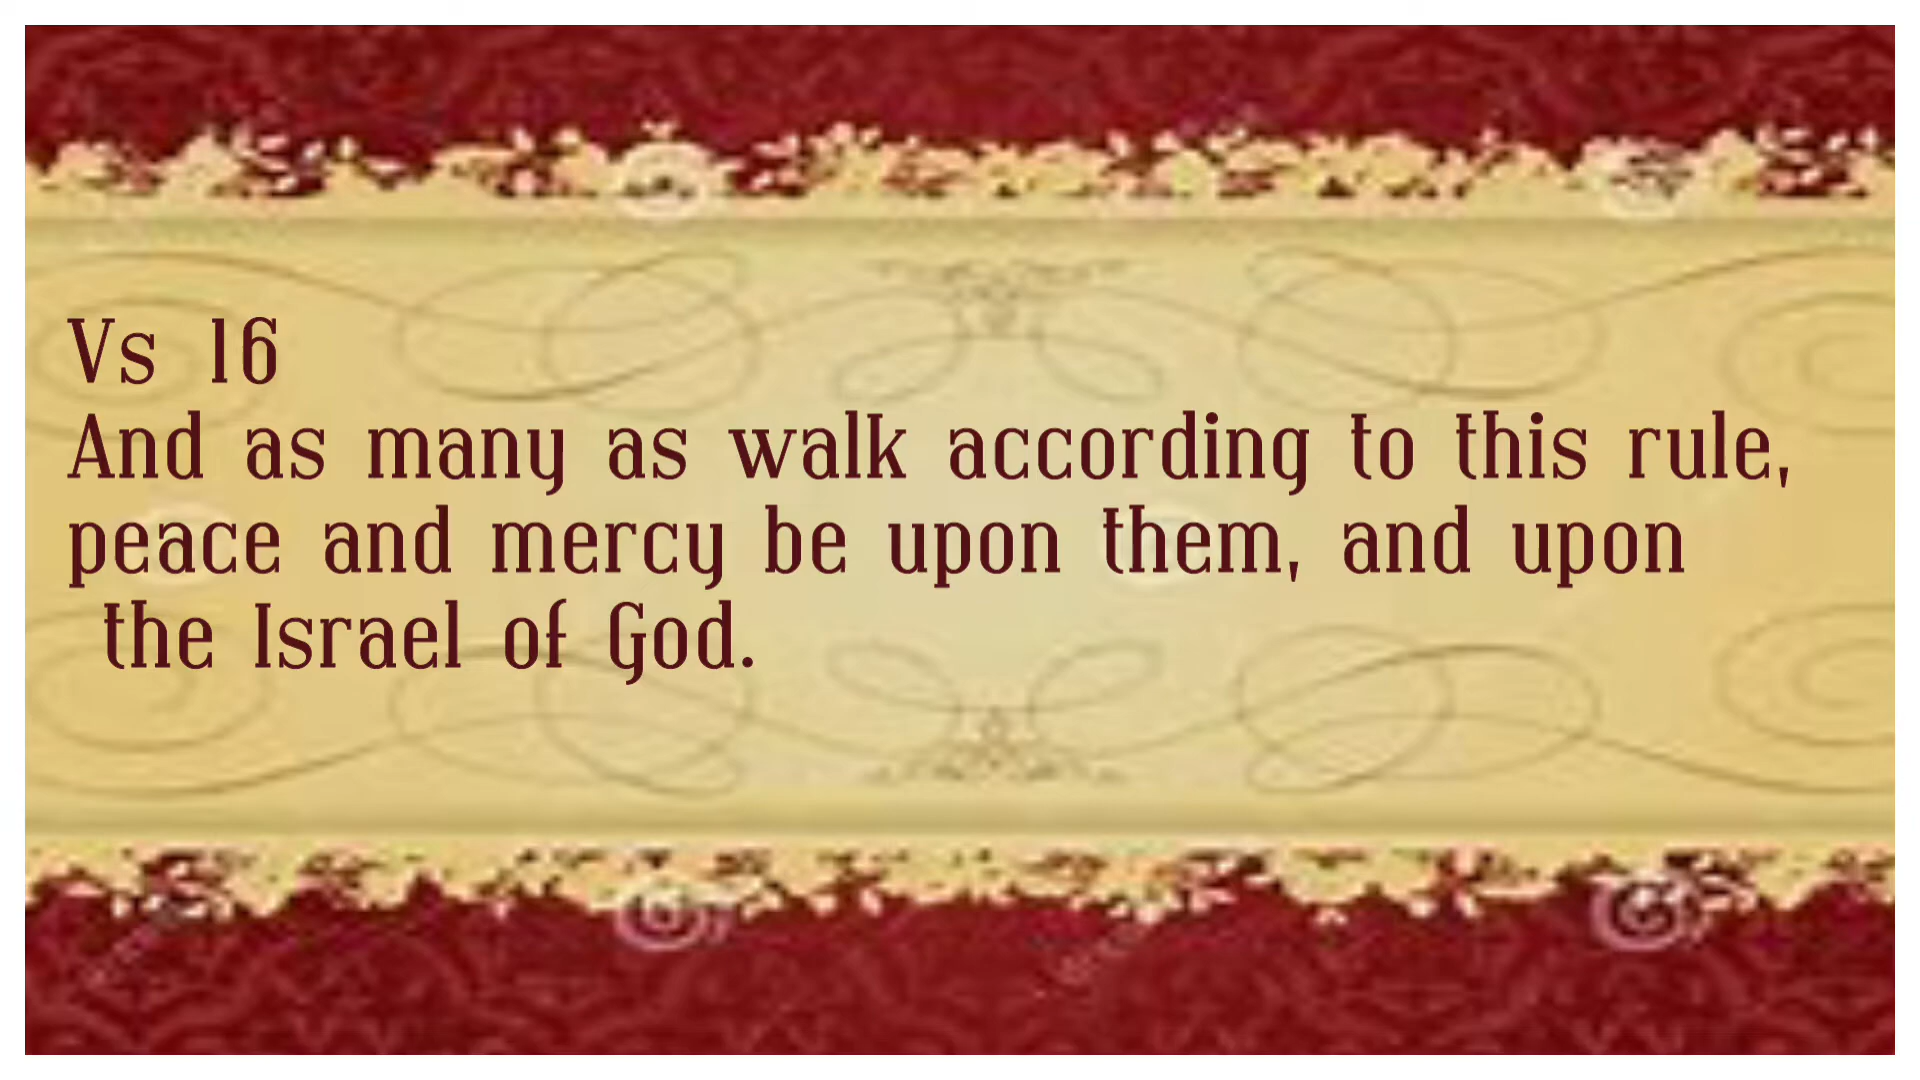 Vs 16
And as many as walk according to this rule,
peace and mercy be upon them, and upon
the Israel of God.